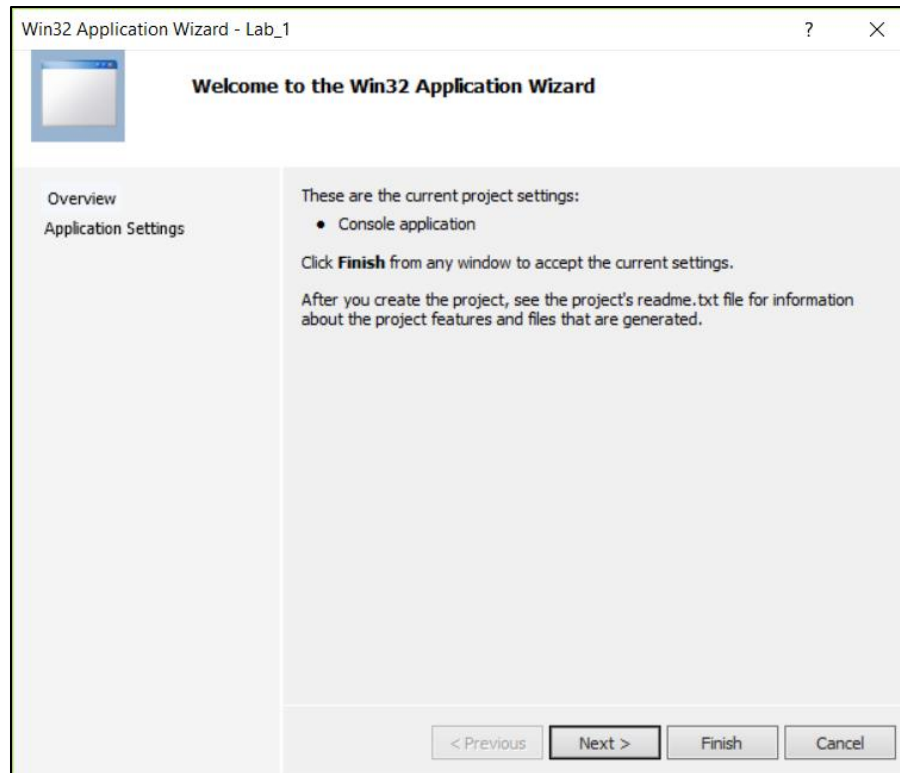 Win32 Application Wizard - Lab_1
?
Welcome to the Win32 Application Wizard
Overview
Application Settings
These are the current project settings:
• Console application
Click Finish from any window to accept the current settings.
After you create the project, see the project's readme.txt file for information
about the project features and files that are generated.
< Previous
Next >
Finish
Cancel